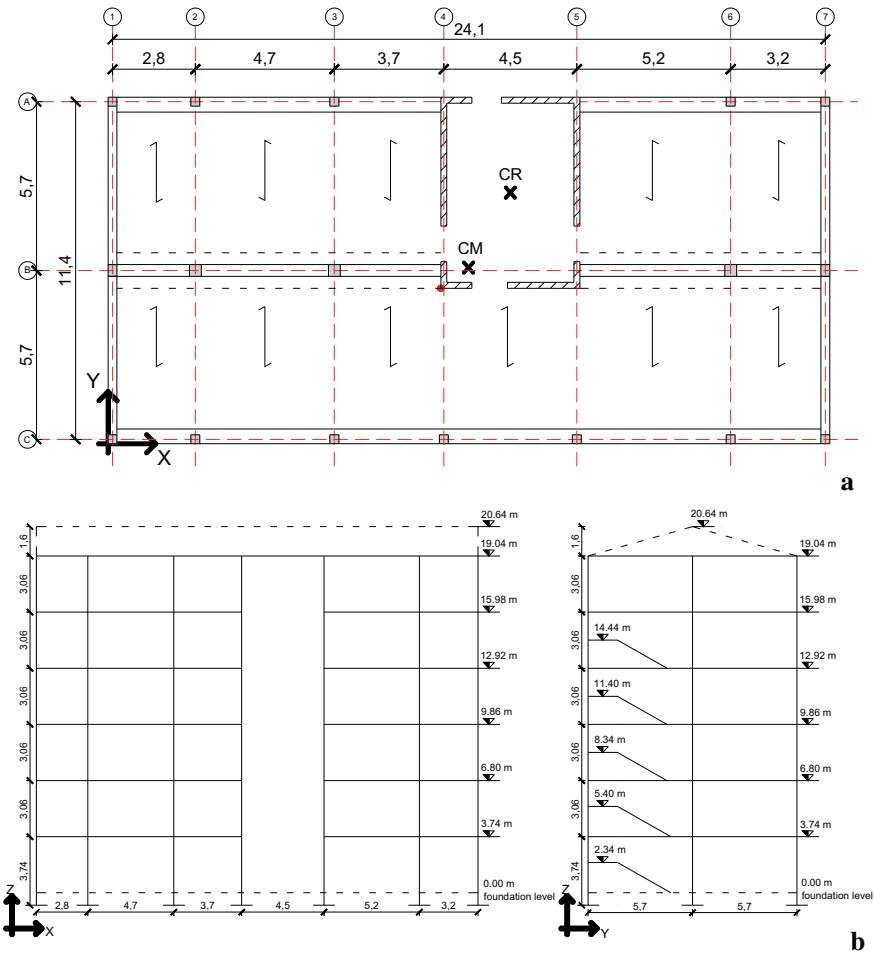 1 2 3 4 5 6 7
24,1
2,8 4,7 3,7 4,5 5,2 3,2
A
5,7
CR
CM
B
11,4
5,7
Y
C
X
a
20.64 m
1,6
19.04 m
3,06
15.98 m
3,06
12.92 m
3,06
9.86 m
3,06
6.80 m
3,06
3.74 m
3,74
Z
0.00 m
foundation level
2,8 4,7 3,7 4,5 5,2 3,2
X
20.64 m
1,6
19.04 m
3,06
15.98 m
14.44 m
3,06
12.92 m
11.40 m
3,06
9.86 m
8.34 m
3,06
6.80 m
5.40 m
3,06
3.74 m
2.34 m
3,74
Z
0.00 m
foundation level
5,7 5,7
Y
b